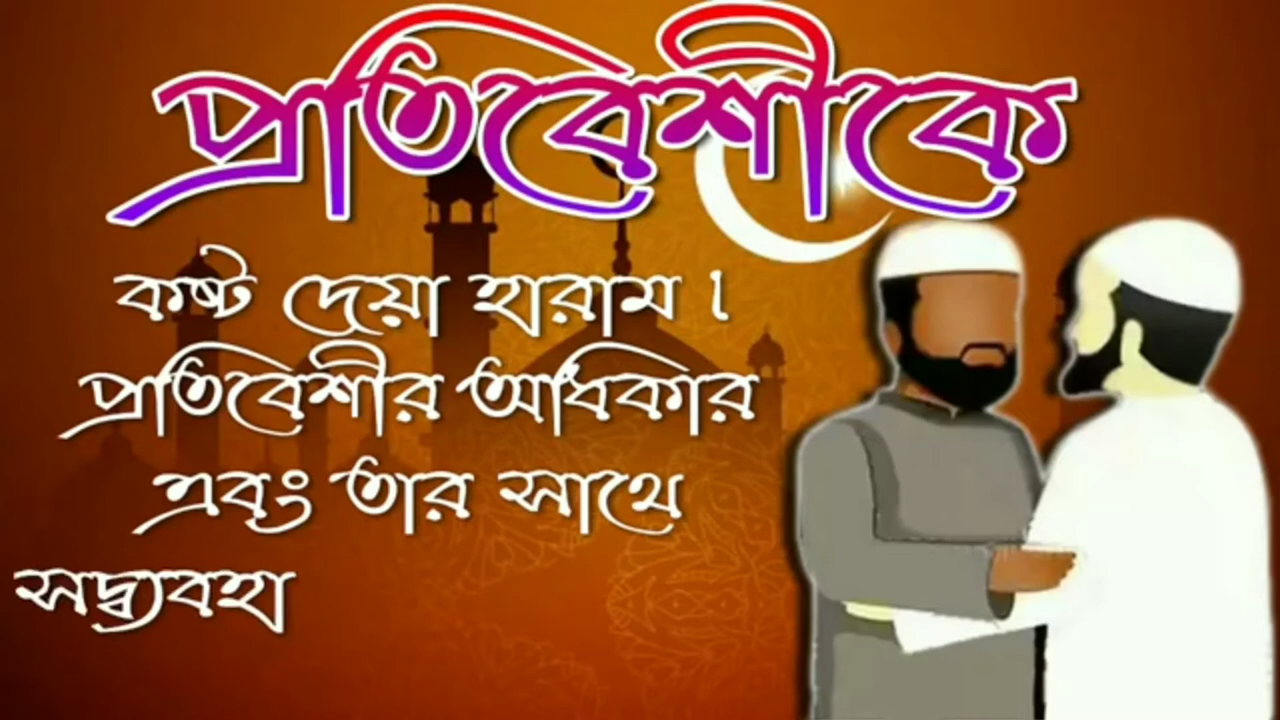 প্রতিবেশীকে
কষ্ট দেয়া হারাম ।
প্রতিবেশীর অধিকার
এবং তার সাথে
সদ্ব্যবহা